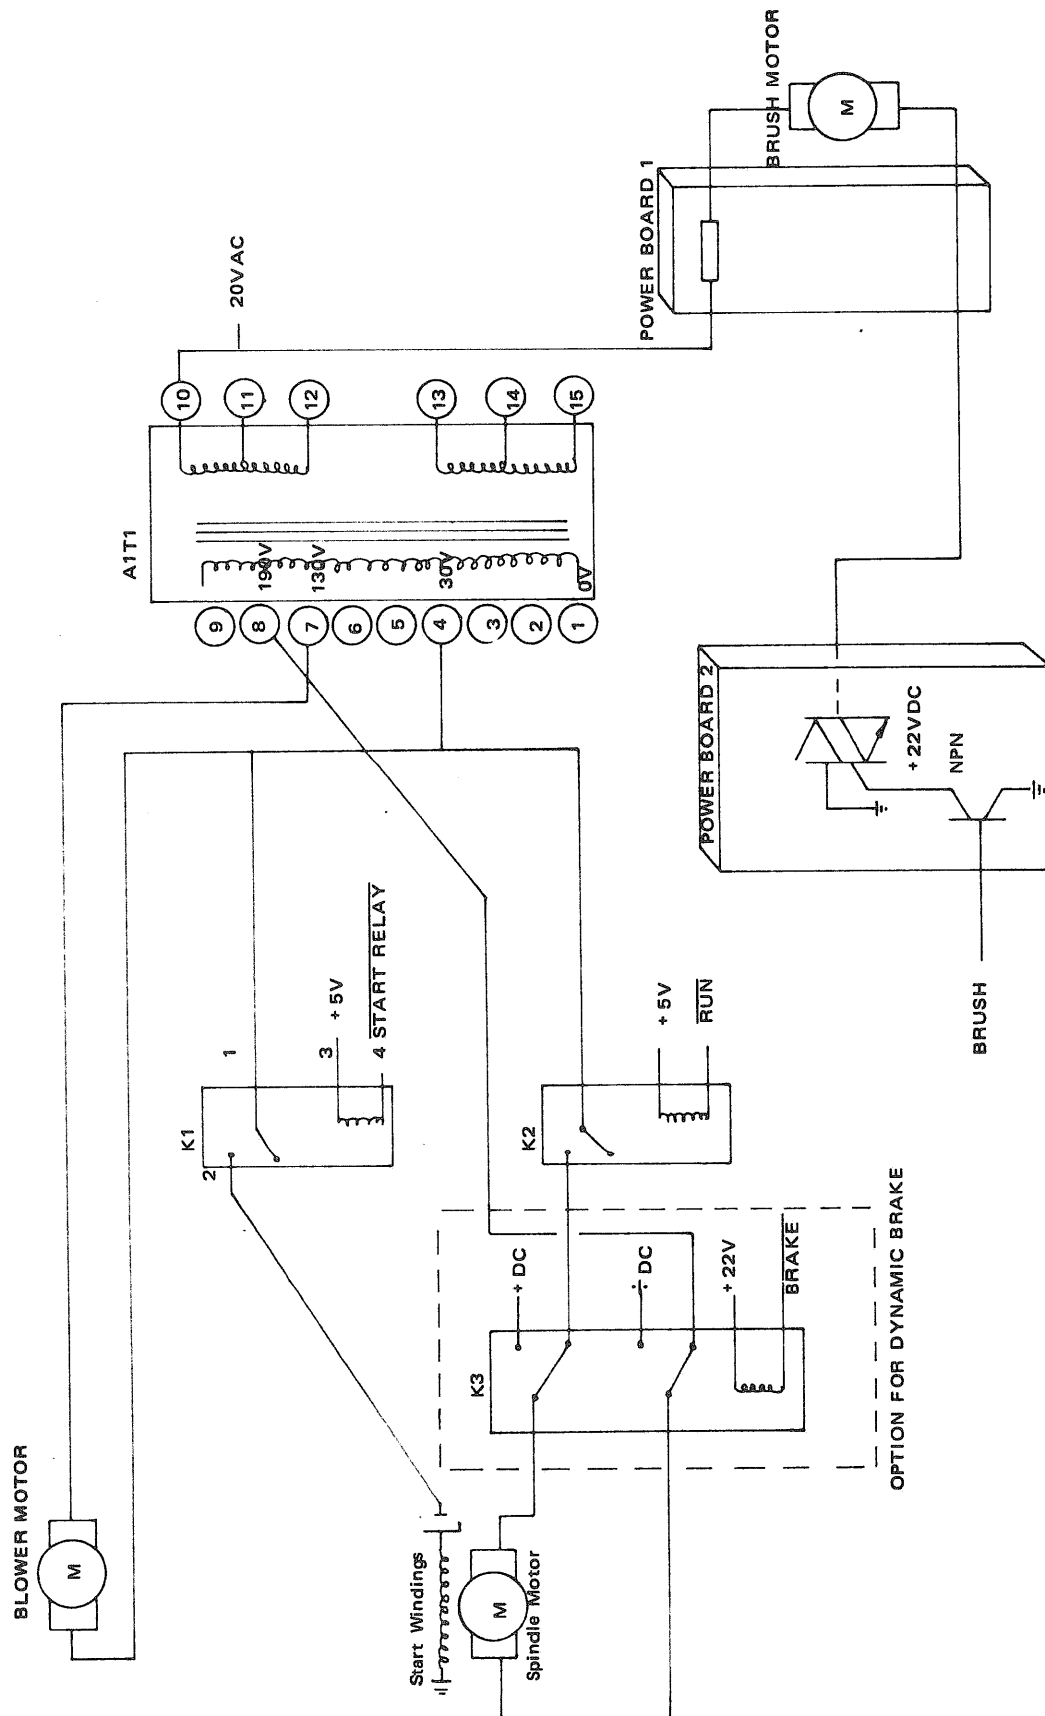 BLOWER MOTOR
M
Start Windings
Spindle Motor
M
K1
2
1
3
+5V
4 START RELAY
K2
+5V
RUN
K3
+DC
÷DC
+22V
BRAKE
OPTION FOR DYNAMIC BRAKE
A1T1
9
8
7
6
5
4
3
2
1
190V
130V
30V
0V
10
11
12
13
14
15
20VAC
POWER BOARD 1
BRUSH MOTOR
M
POWER BOARD 2
+22VDC
NPN
BRUSH